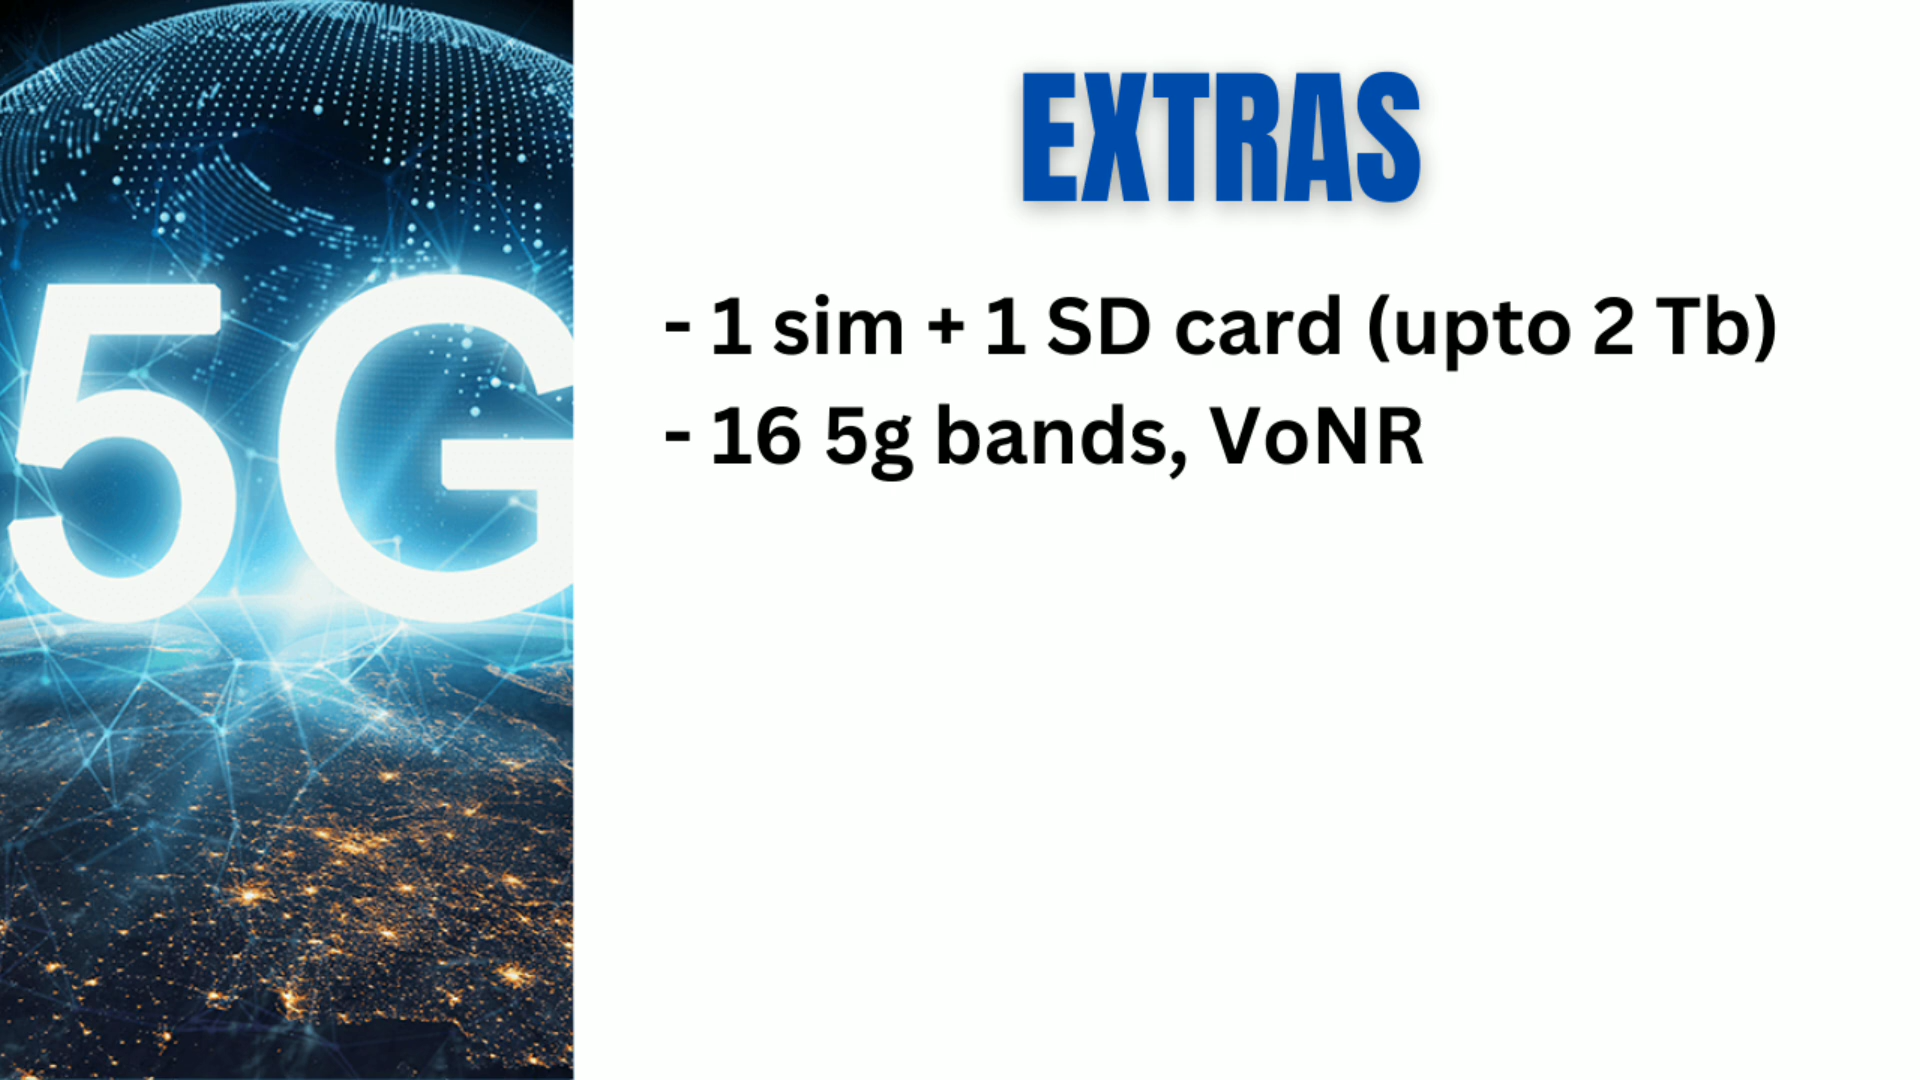 5G
EXTRAS
- 1 sim + 1 SD card (upto 2 Tb)
- 16 5g bands, VoNR